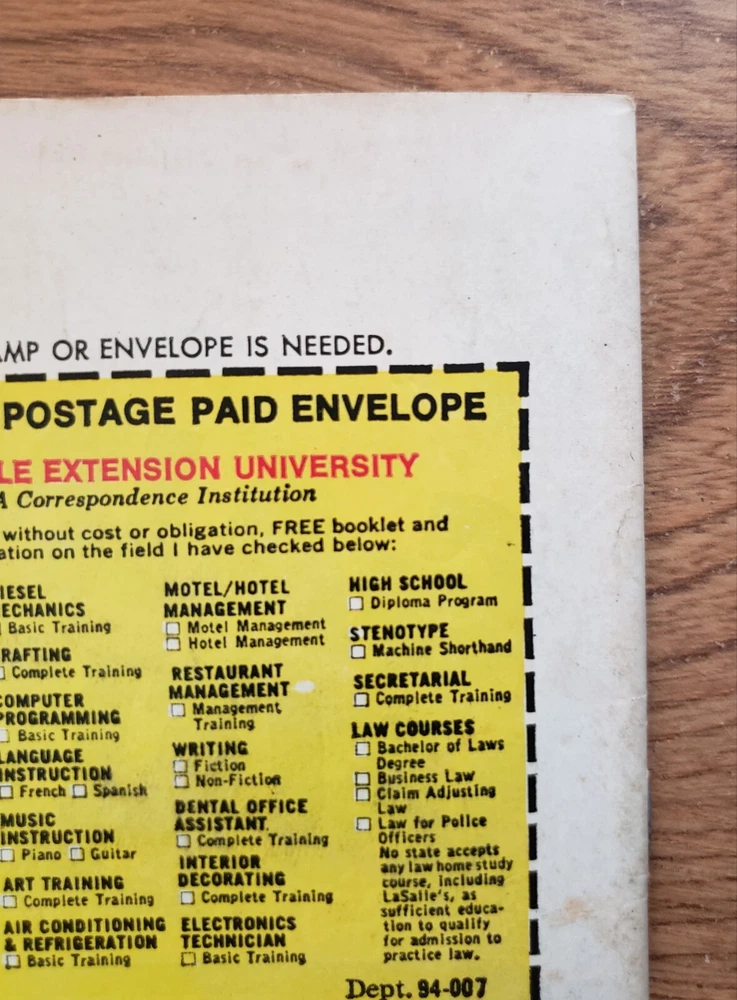 AMP OR ENVELOPE IS NEEDED.
POSTAGE PAID ENVELOPE
LE EXTENSION UNIVERSITY
A Correspondence Institution
without cost or obligation, FREE booklet and
ation on the field I have checked below:
IESEL
ECHANICS
Basic Training
RAFTING
Complete Training
OMPUTER
PROGRAMMING
Basic Training
LANGUAGE
INSTRUCTION
French Spanish
MUSIC
INSTRUCTION
Piano Guitar
ART TRAINING
Complete Training
AIR CONDITIONING
& REFRIGERATION
Basic Training
MOTEL/HOTEL
MANAGEMENT
Motel Management
Hotel Management
RESTAURANT
MANAGEMENT
Management
Training
WRITING
Fiction
Non-Fiction
DENTAL OFFICE
ASSISTANT
Complete Training
INTERIOR
DECORATING
Complete Training
ELECTRONICS
TECHNICIAN
Basic Training
HIGH SCHOOL
Diploma Program
STENOTYPE
Machine Shorthand
SECRETARIAL
Complete Training
LAW COURSES
Bachelor of Laws
Degree
Business Law
Claim Adjusting
Law
Law for Police
Officers
No state accepts
any law home study
course, including
LaSalle's, as
sufficient educa-
tion to qualify
for admission to
practice law.
Dept. 94-007